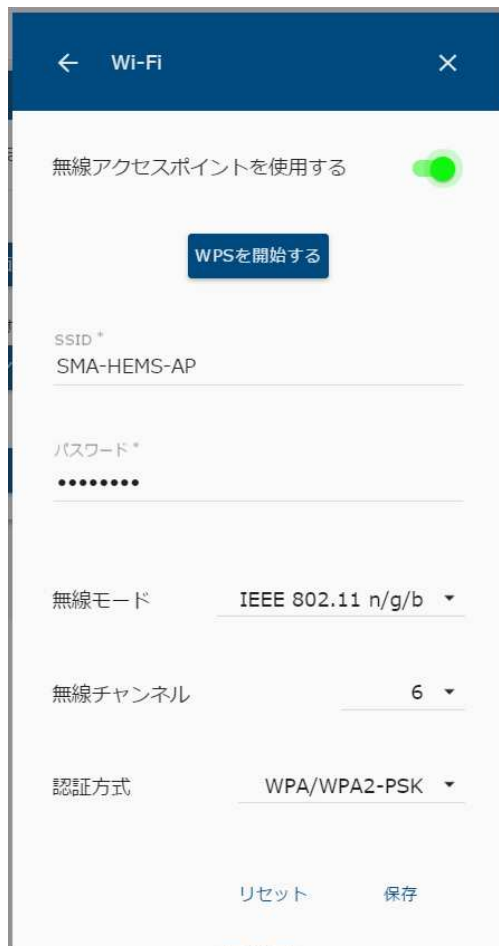 Wi-Fi
無線アクセスポイントを使用する
WPSを開始する
SSID *
SMA-HEMS-AP
パスワード *
••••••••
無線モード IEEE 802.11 n/g/b
無線チャンネル 6
認証方式 WPA/WPA2-PSK
リセット 保存